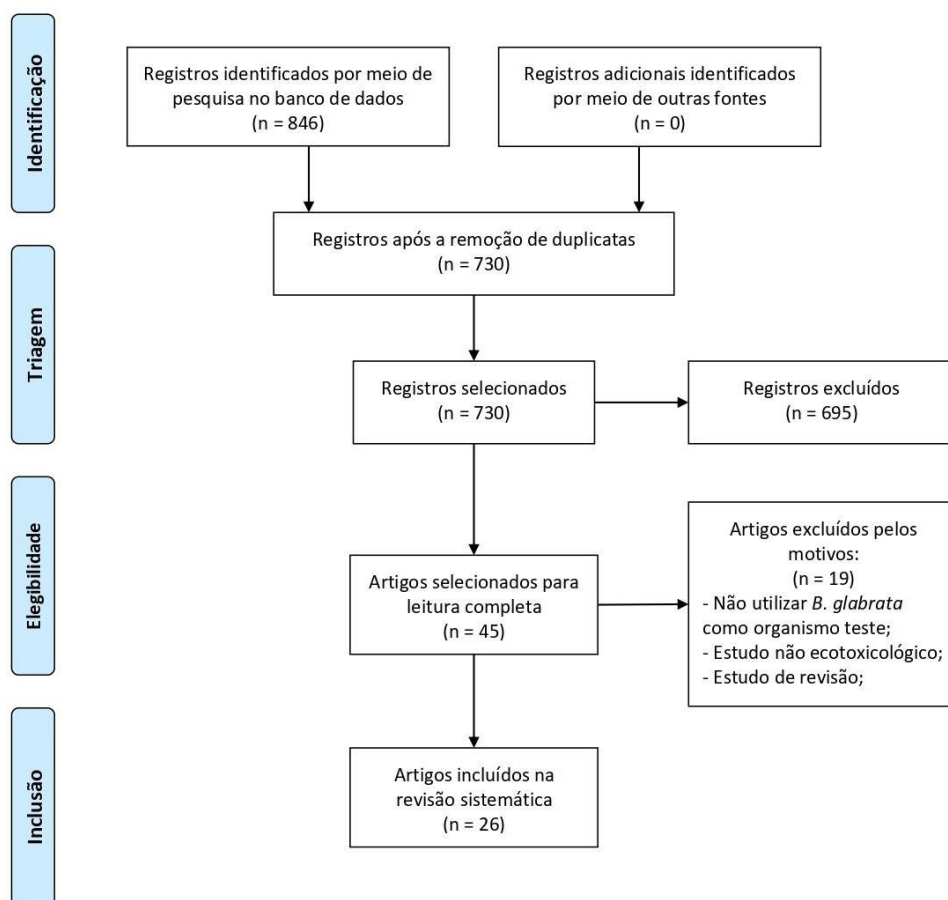 Identificação
Registros identificados por meio de
pesquisa no banco de dados
(n = 846)
Registros adicionais identificados
por meio de outras fontes
(n = 0)
Registros após a remoção de duplicatas
(n = 730)
Triagem
Registros selecionados
(n = 730)
Registros excluídos
(n = 695)
Elegibilidade
Artigos selecionados para
leitura completa
(n = 45)
Artigos excluídos pelos
motivos:
(n = 19)
- Não utilizar B. glabrata
como organismo teste;
- Estudo não ecotoxicológico;
- Estudo de revisão;
Inclusão
Artigos incluídos na
revisão sistemática
(n = 26)